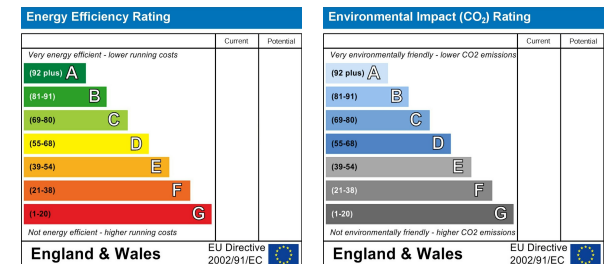 Energy Efficiency Rating
Current Potential
Very energy efficient - lower running costs
(92 plus) A
(81-91) B
(69-80) C
(55-68) D
(39-54) E
(21-38) F
(1-20) G
Not energy efficient - higher running costs
England & Wales
EU Directive
2002/91/EC
Environmental Impact (CO₂) Rating
Current Potential
Very environmentally friendly - lower CO2 emissions
(92 plus) A
(81-91) B
(69-80) C
(55-68) D
(39-54) E
(21-38) F
(1-20) G
Not environmentally friendly - higher CO2 emissions
England & Wales
EU Directive
2002/91/EC